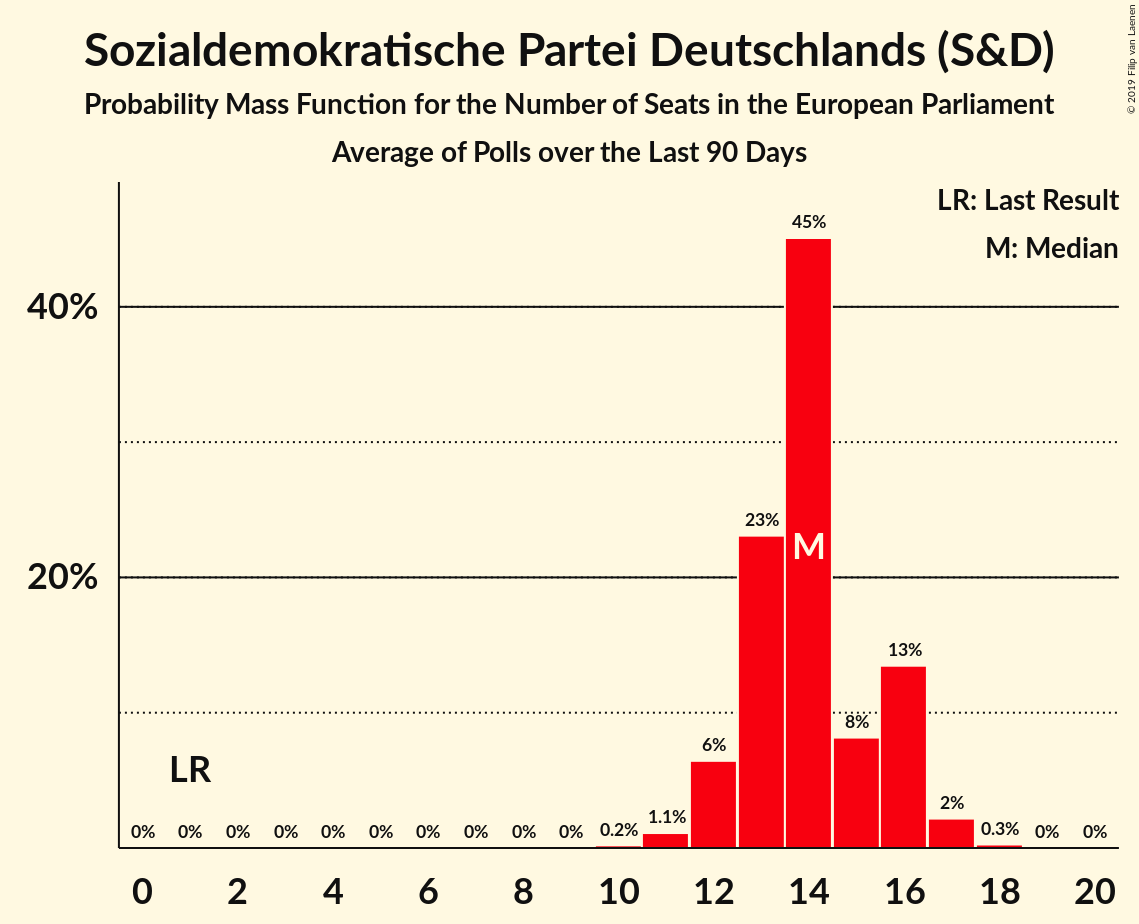 Sozialdemokratische Partei Deutschlands (S&D)
Probability Mass Function for the Number of Seats in the European Parliament
Average of Polls over the Last 90 Days
© 2019 Filip van Laenen
LR: Last Result
M: Median
45%
40%
23%
M
20%
13%
8%
6%
LR
2%
1.1%
0% 0% 0% 0% 0% 0% 0% 0% 0% 0% 0.2% 0.3% 0% 0%
0 2 4 6 8 10 12 14 16 18 20